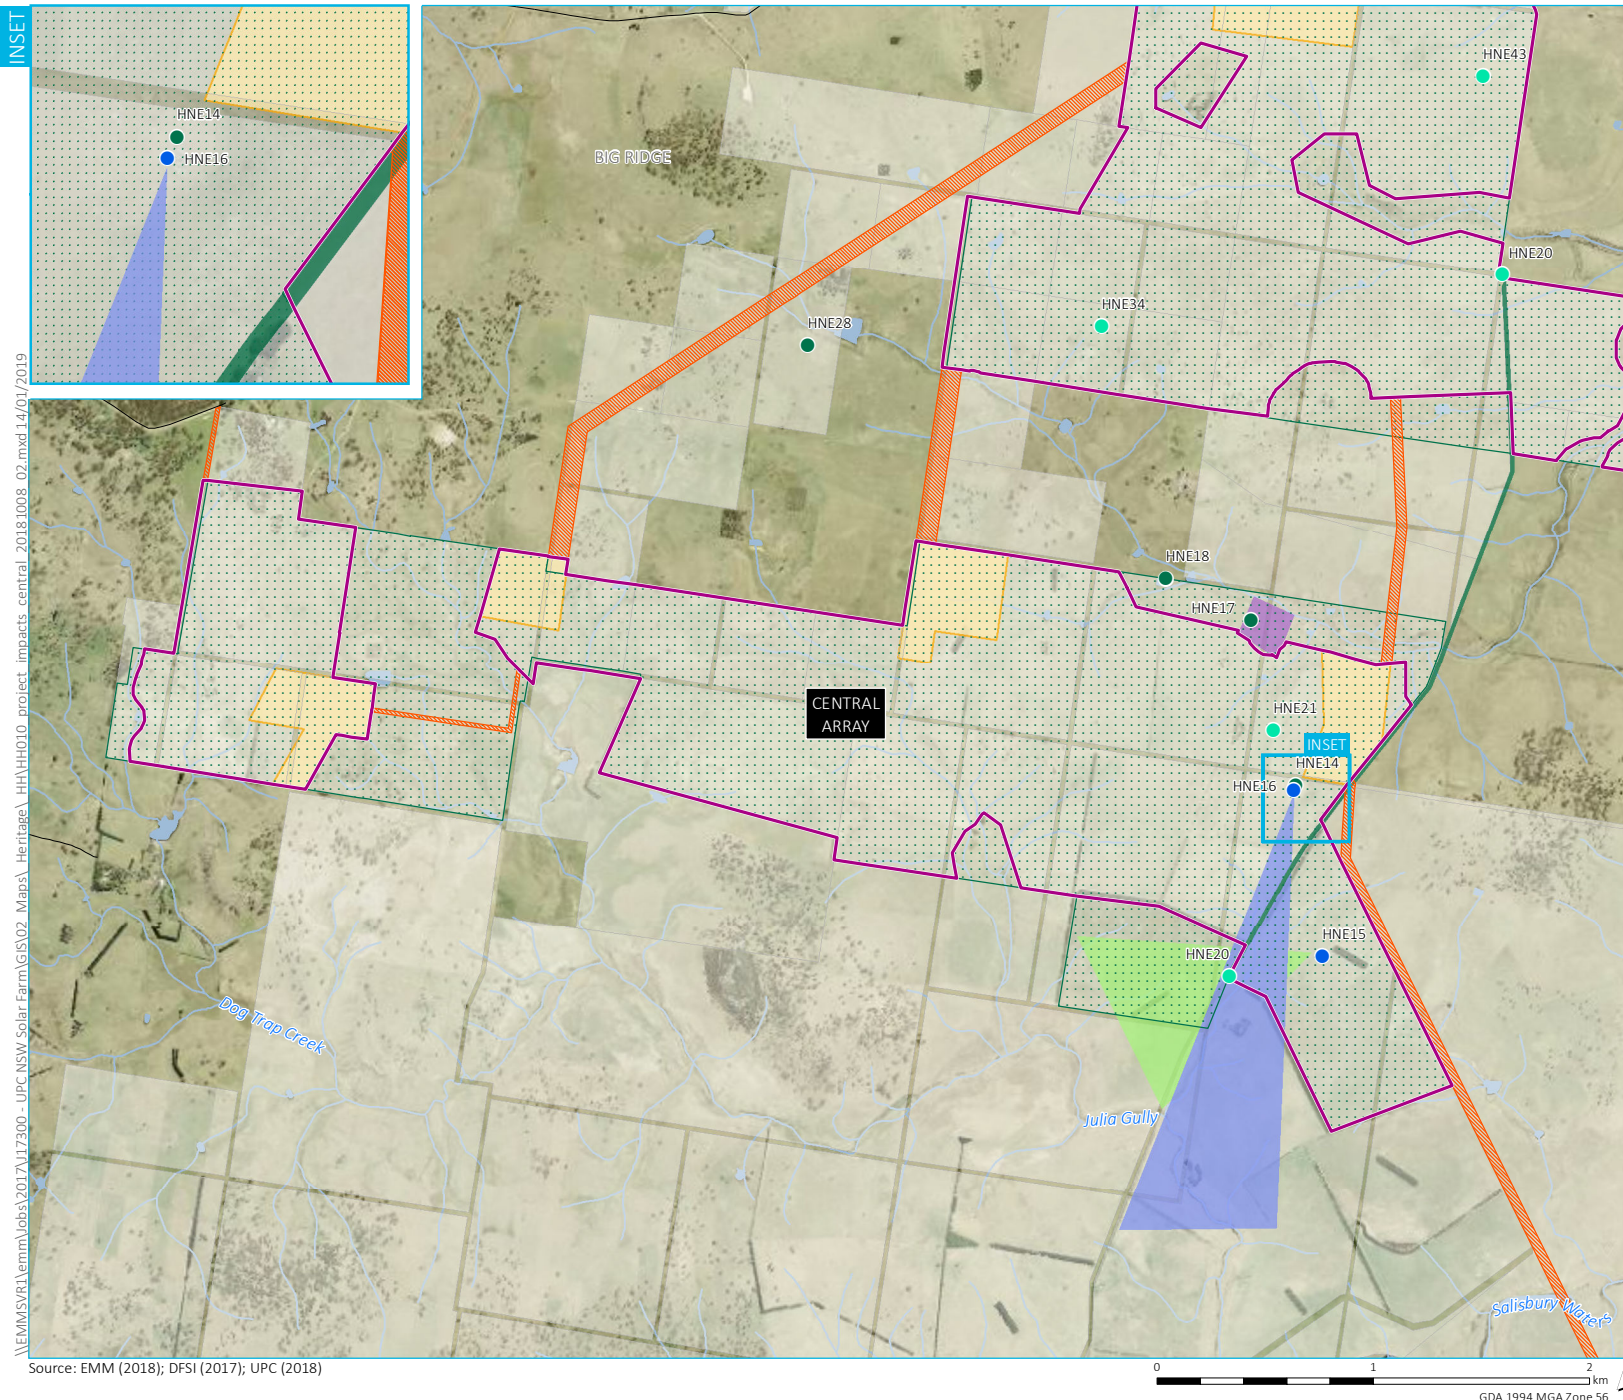 INSET
HNE14
HNE16
BIG RIDGE
HNE43
HNE20
HNE34
HNE28
HNE18
HNE17
CENTRAL
ARRAY
HNE21
INSET
HNE14
HNE16
HNE15
HNE20
Dog Trap Creek
Julia Gully
Salisbury Waters
\\EMMSVR1\emm\Jobs\2017\J17300 - UPC NSW Solar Farm\GIS\02_Maps\_Heritage\_HH\HH010_project_impacts_central_20181008_02.mxd 14/01/2019
Source: EMM (2018); DFSI (2017); UPC (2018)
0 1 2
km
GDA 1994 MGA Zone 56